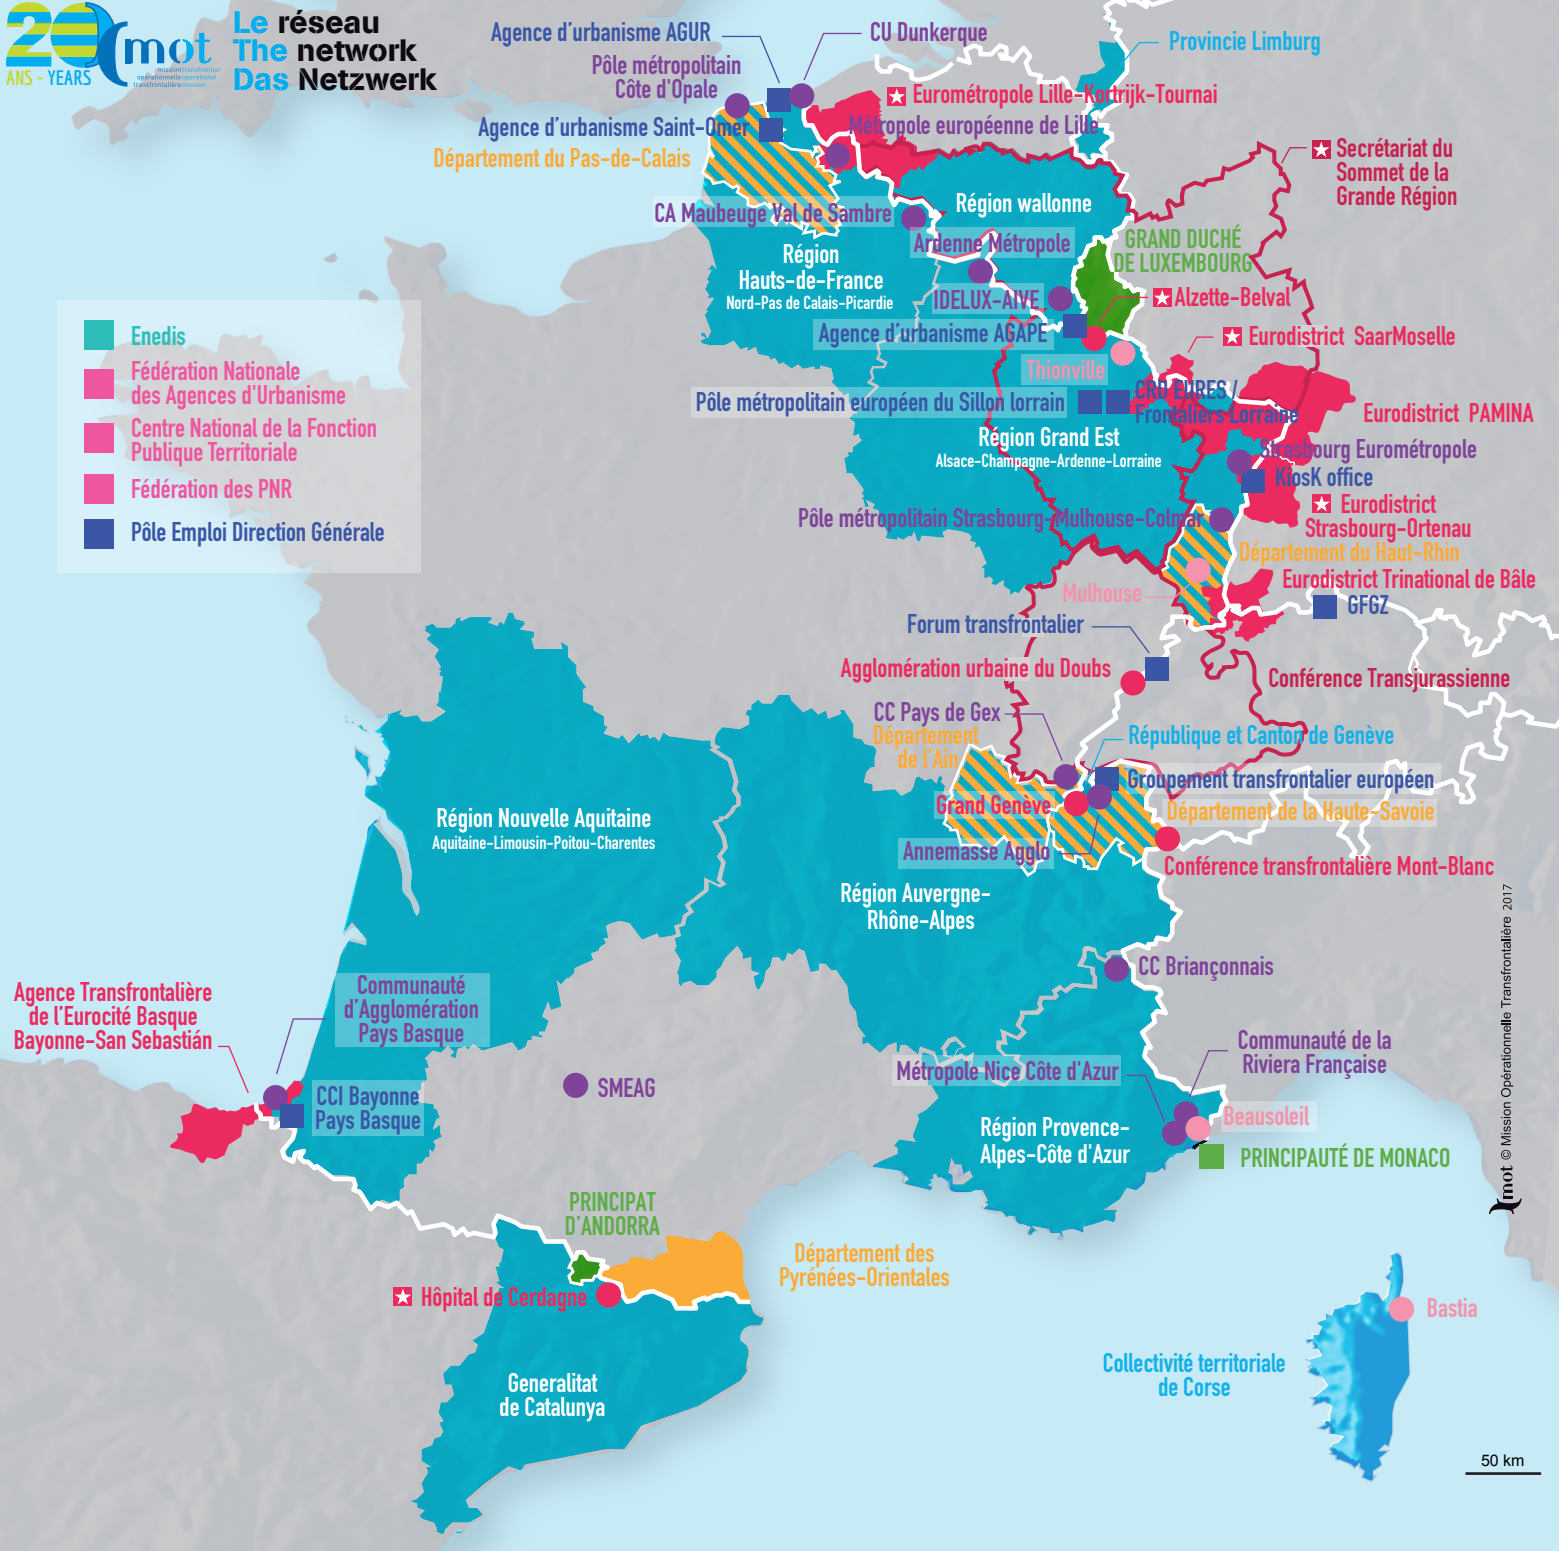 20
ANS - YEARS
mot
missiontransfrontier
opérationnelleoperational
transfrontalièremission
Le réseau
The network
Das Netzwerk
Agence d'urbanisme AGUR
CU Dunkerque
Provincie Limburg
Pôle métropolitain
Côte d'Opale
Eurométropole Lille-Kortrijk-Tournai
Agence d'urbanisme Saint-Omer
Métropole européenne de Lille
Département du Pas-de-Calais
Secrétariat du
Sommet de la
Grande Région
CA Maubeuge Val de Sambre
Région wallonne
Ardenne Métropole
GRAND DUCHÉ
DE LUXEMBOURG
Région
Hauts-de-France
Nord-Pas de Calais-Picardie
IDELUX-AIVE
Alzette-Belval
Agence d'urbanisme AGAPE
Eurodistrict SaarMoselle
Thionville
Enedis
Fédération Nationale
des Agences d'Urbanisme
Centre National de la Fonction
Publique Territoriale
Fédération des PNR
Pôle Emploi Direction Générale
Pôle métropolitain européen du Sillon lorrain
CRD EURES /
Frontaliers Lorraine
Eurodistrict PAMINA
Région Grand Est
Alsace-Champagne-Ardenne-Lorraine
Strasbourg Eurométropole
KiosK office
Eurodistrict
Strasbourg-Ortenau
Pôle métropolitain Strasbourg-Mulhouse-Colmar
Département du Haut-Rhin
Eurodistrict Trinational de Bâle
Mulhouse
GFGZ
Forum transfrontalier
Agglomération urbaine du Doubs
Conférence Transjurassienne
CC Pays de Gex
Département
de l'Ain
République et Canton de Genève
Groupement transfrontalier européen
Grand Genève
Département de la Haute-Savoie
Annemasse Agglo
Conférence transfrontalière Mont-Blanc
Région Nouvelle Aquitaine
Aquitaine-Limousin-Poitou-Charentes
Région Auvergne-
Rhône-Alpes
CC Briançonnais
Agence Transfrontalière
de l'Eurocité Basque
Bayonne-San Sebastián
Communauté
d'Agglomération
Pays Basque
Communauté de la
Riviera Française
Métropole Nice Côte d'Azur
SMEAG
CCI Bayonne
Pays Basque
Beausoleil
Région Provence-
Alpes-Côte d'Azur
PRINCIPAUTÉ DE MONACO
PRINCIPAT
D'ANDORRA
Département des
Pyrénées-Orientales
Hôpital de Cerdagne
Bastia
Generalitat
de Catalunya
Collectivité territoriale
de Corse
50 km
mot © Mission Opérationnelle Transfrontalière 2017